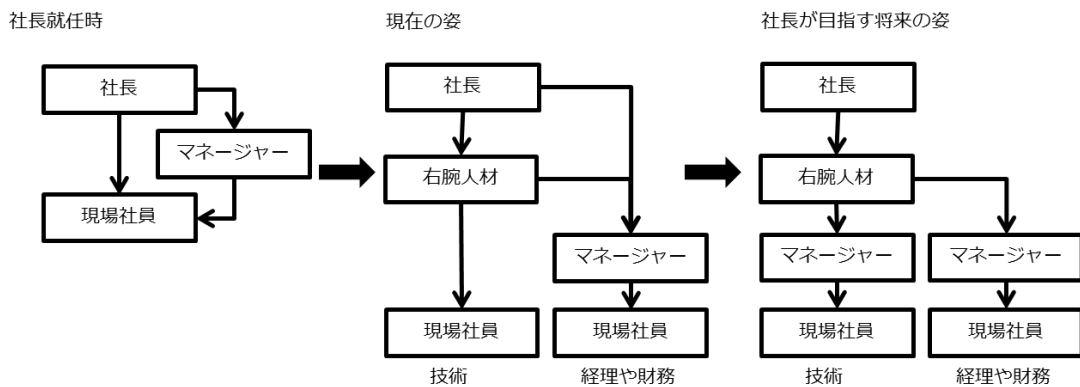 社長就任時
社長
マネージャー
現場社員
現在の姿
社長
右腕人材
マネージャー
現場社員
現場社員
技術
経理や財務
社長が目指す将来の姿
社長
右腕人材
マネージャー
マネージャー
現場社員
現場社員
技術
経理や財務